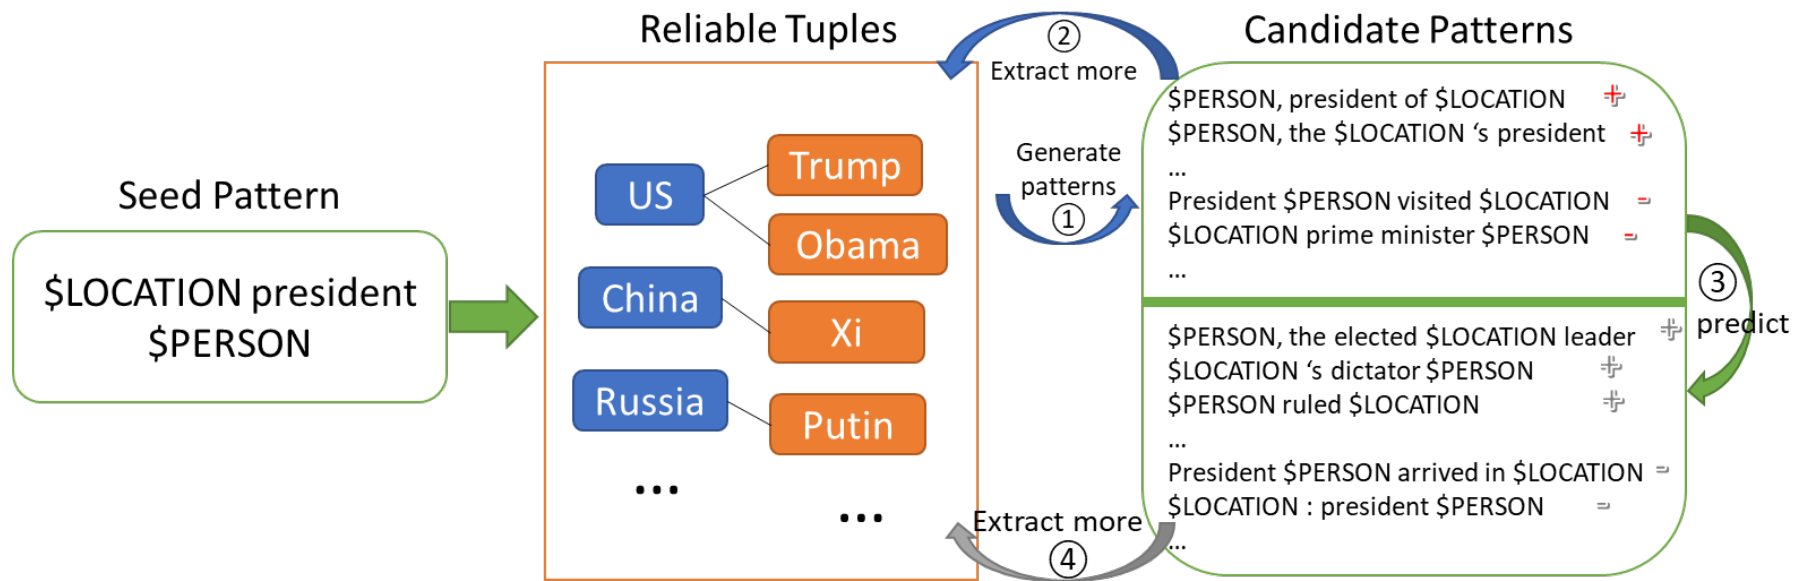 Seed Pattern
$LOCATION president
$PERSON
Reliable Tuples
US
Trump
Obama
China
Xi
Russia
Putin
...
...
②
Extract more
Generate
patterns
①
Candidate Patterns
$PERSON, president of $LOCATION +
$PERSON, the $LOCATION ‘s president +
...
President $PERSON visited $LOCATION -
$LOCATION prime minister $PERSON -
...
③
predict
$PERSON, the elected $LOCATION leader +
$LOCATION ‘s dictator $PERSON +
$PERSON ruled $LOCATION +
...
President $PERSON arrived in $LOCATION -
$LOCATION : president $PERSON -
...
Extract more
④